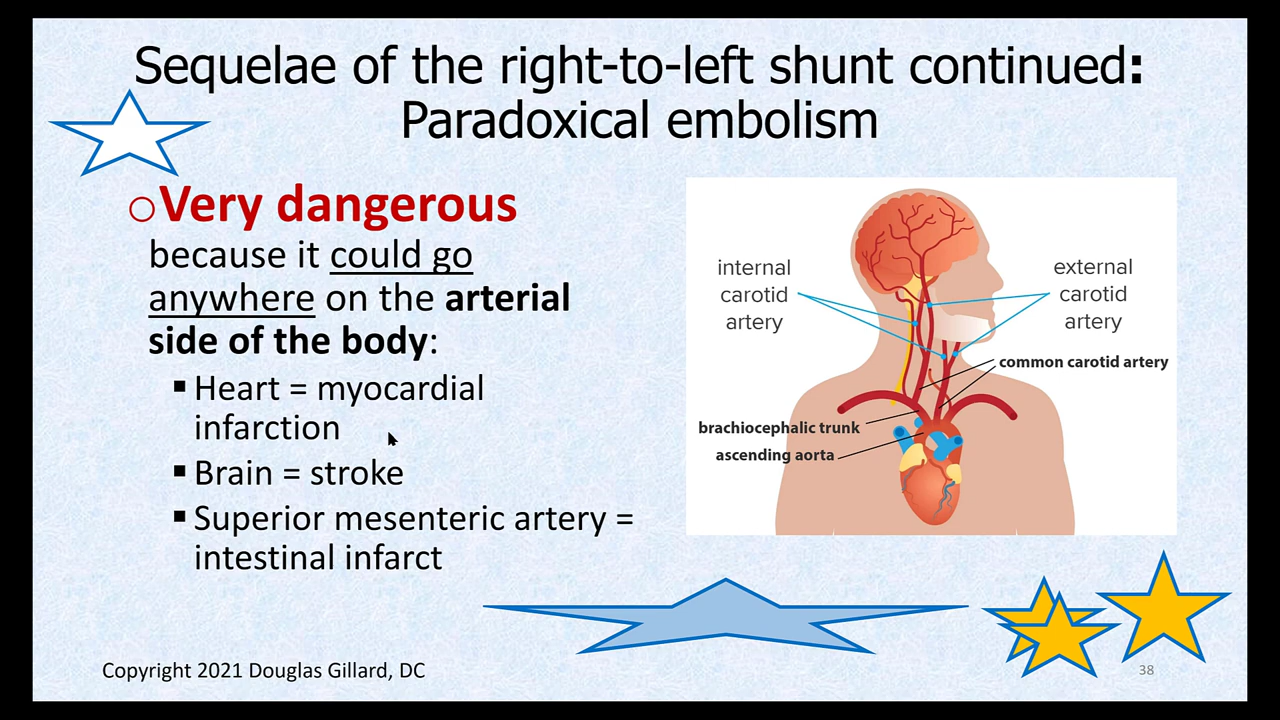 Sequelae of the right-to-left shunt continued:
Paradoxical embolism
Very dangerous
because it could go
anywhere on the arterial
side of the body:
Heart = myocardial
infarction
Brain = stroke
Superior mesenteric artery =
intestinal infarct
internal
carotid
artery
external
carotid
artery
common carotid artery
brachiocephalic trunk
ascending aorta
Copyright 2021 Douglas Gillard, DC
38